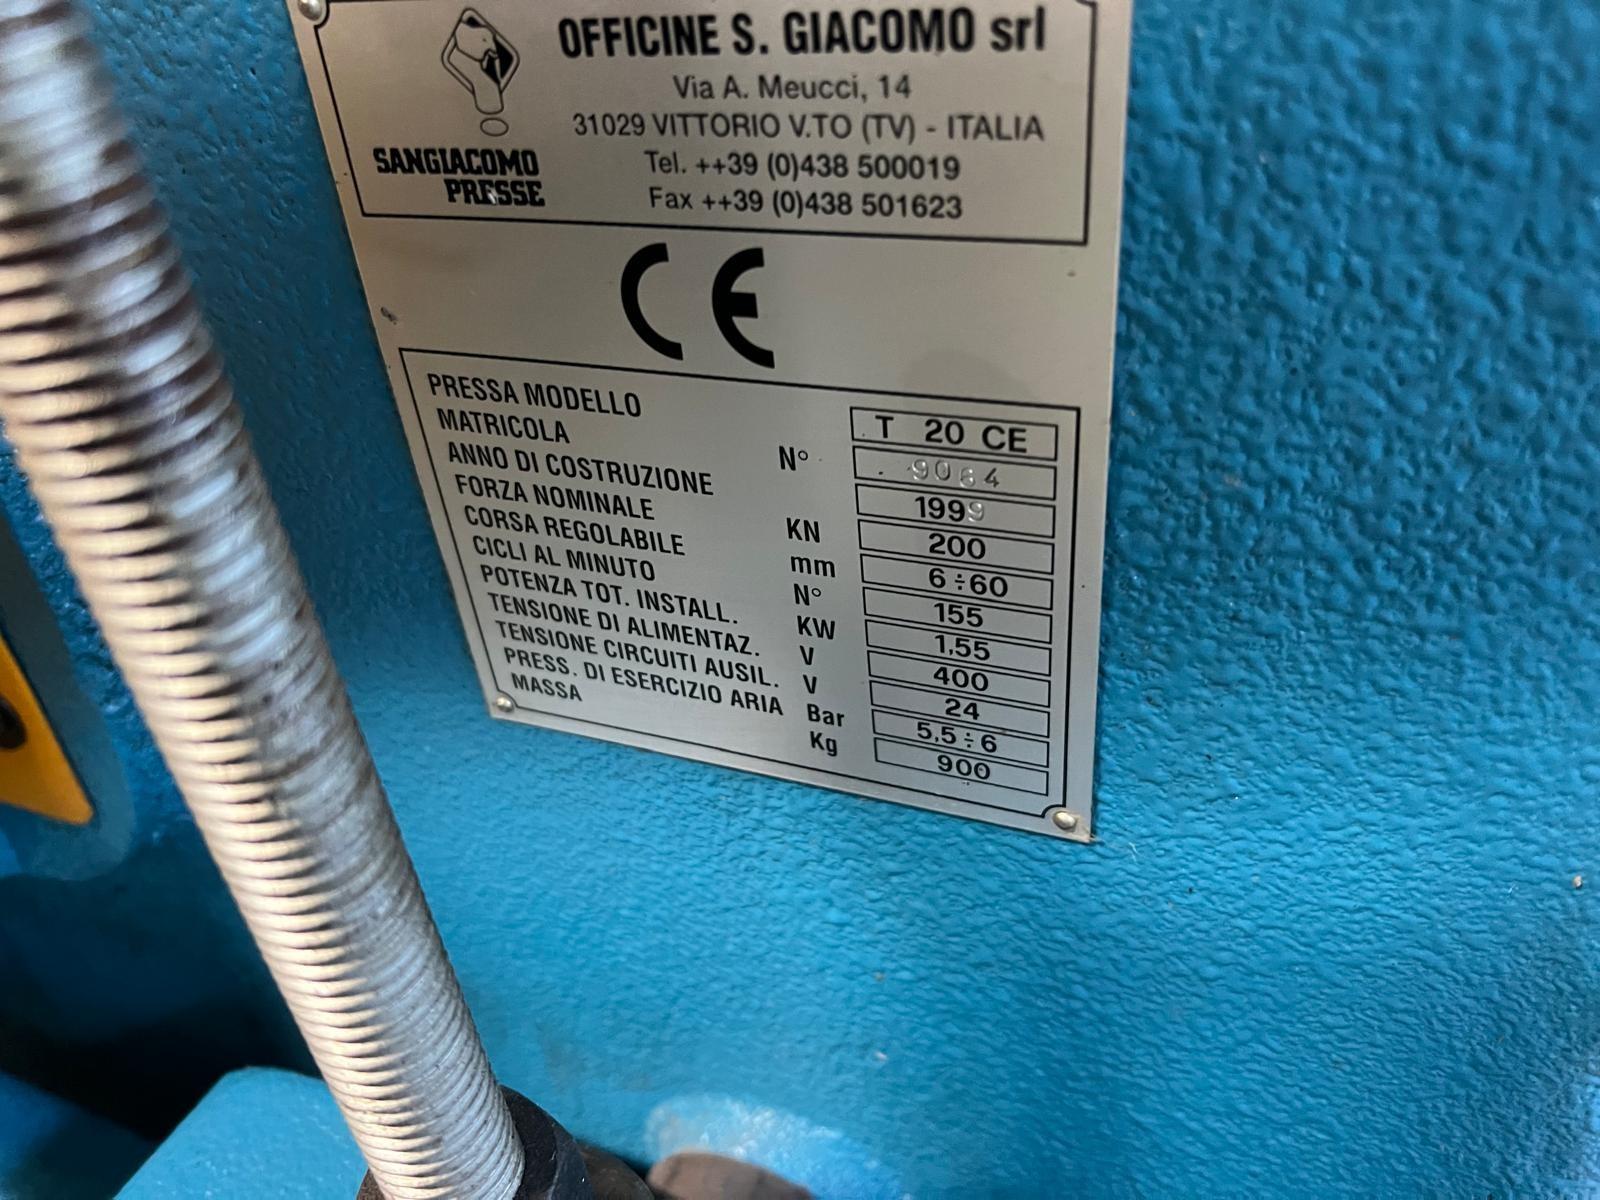 OFFICINE S. GIACOMO srl
Via A. Meucci, 14
31029 VITTORIO V.TO (TV) - ITALIA
Tel. ++39 (0)438 500019
Fax ++39 (0)438 501623
SANGIACOMO
PRESSE
CE
PRESSA MODELLO T 20 CE
MATRICOLA N° 9064
ANNO DI COSTRUZIONE 1999
FORZA NOMINALE KN 200
CORSA REGOLABILE mm 6÷60
CICLI AL MINUTO N° 155
POTENZA TOT. INSTALL. KW 1,55
TENSIONE DI ALIMENTAZ. V 400
TENSIONE CIRCUITI AUSIL. V 24
PRESS. DI ESERCIZIO ARIA Bar 5,5÷6
MASSA Kg 900